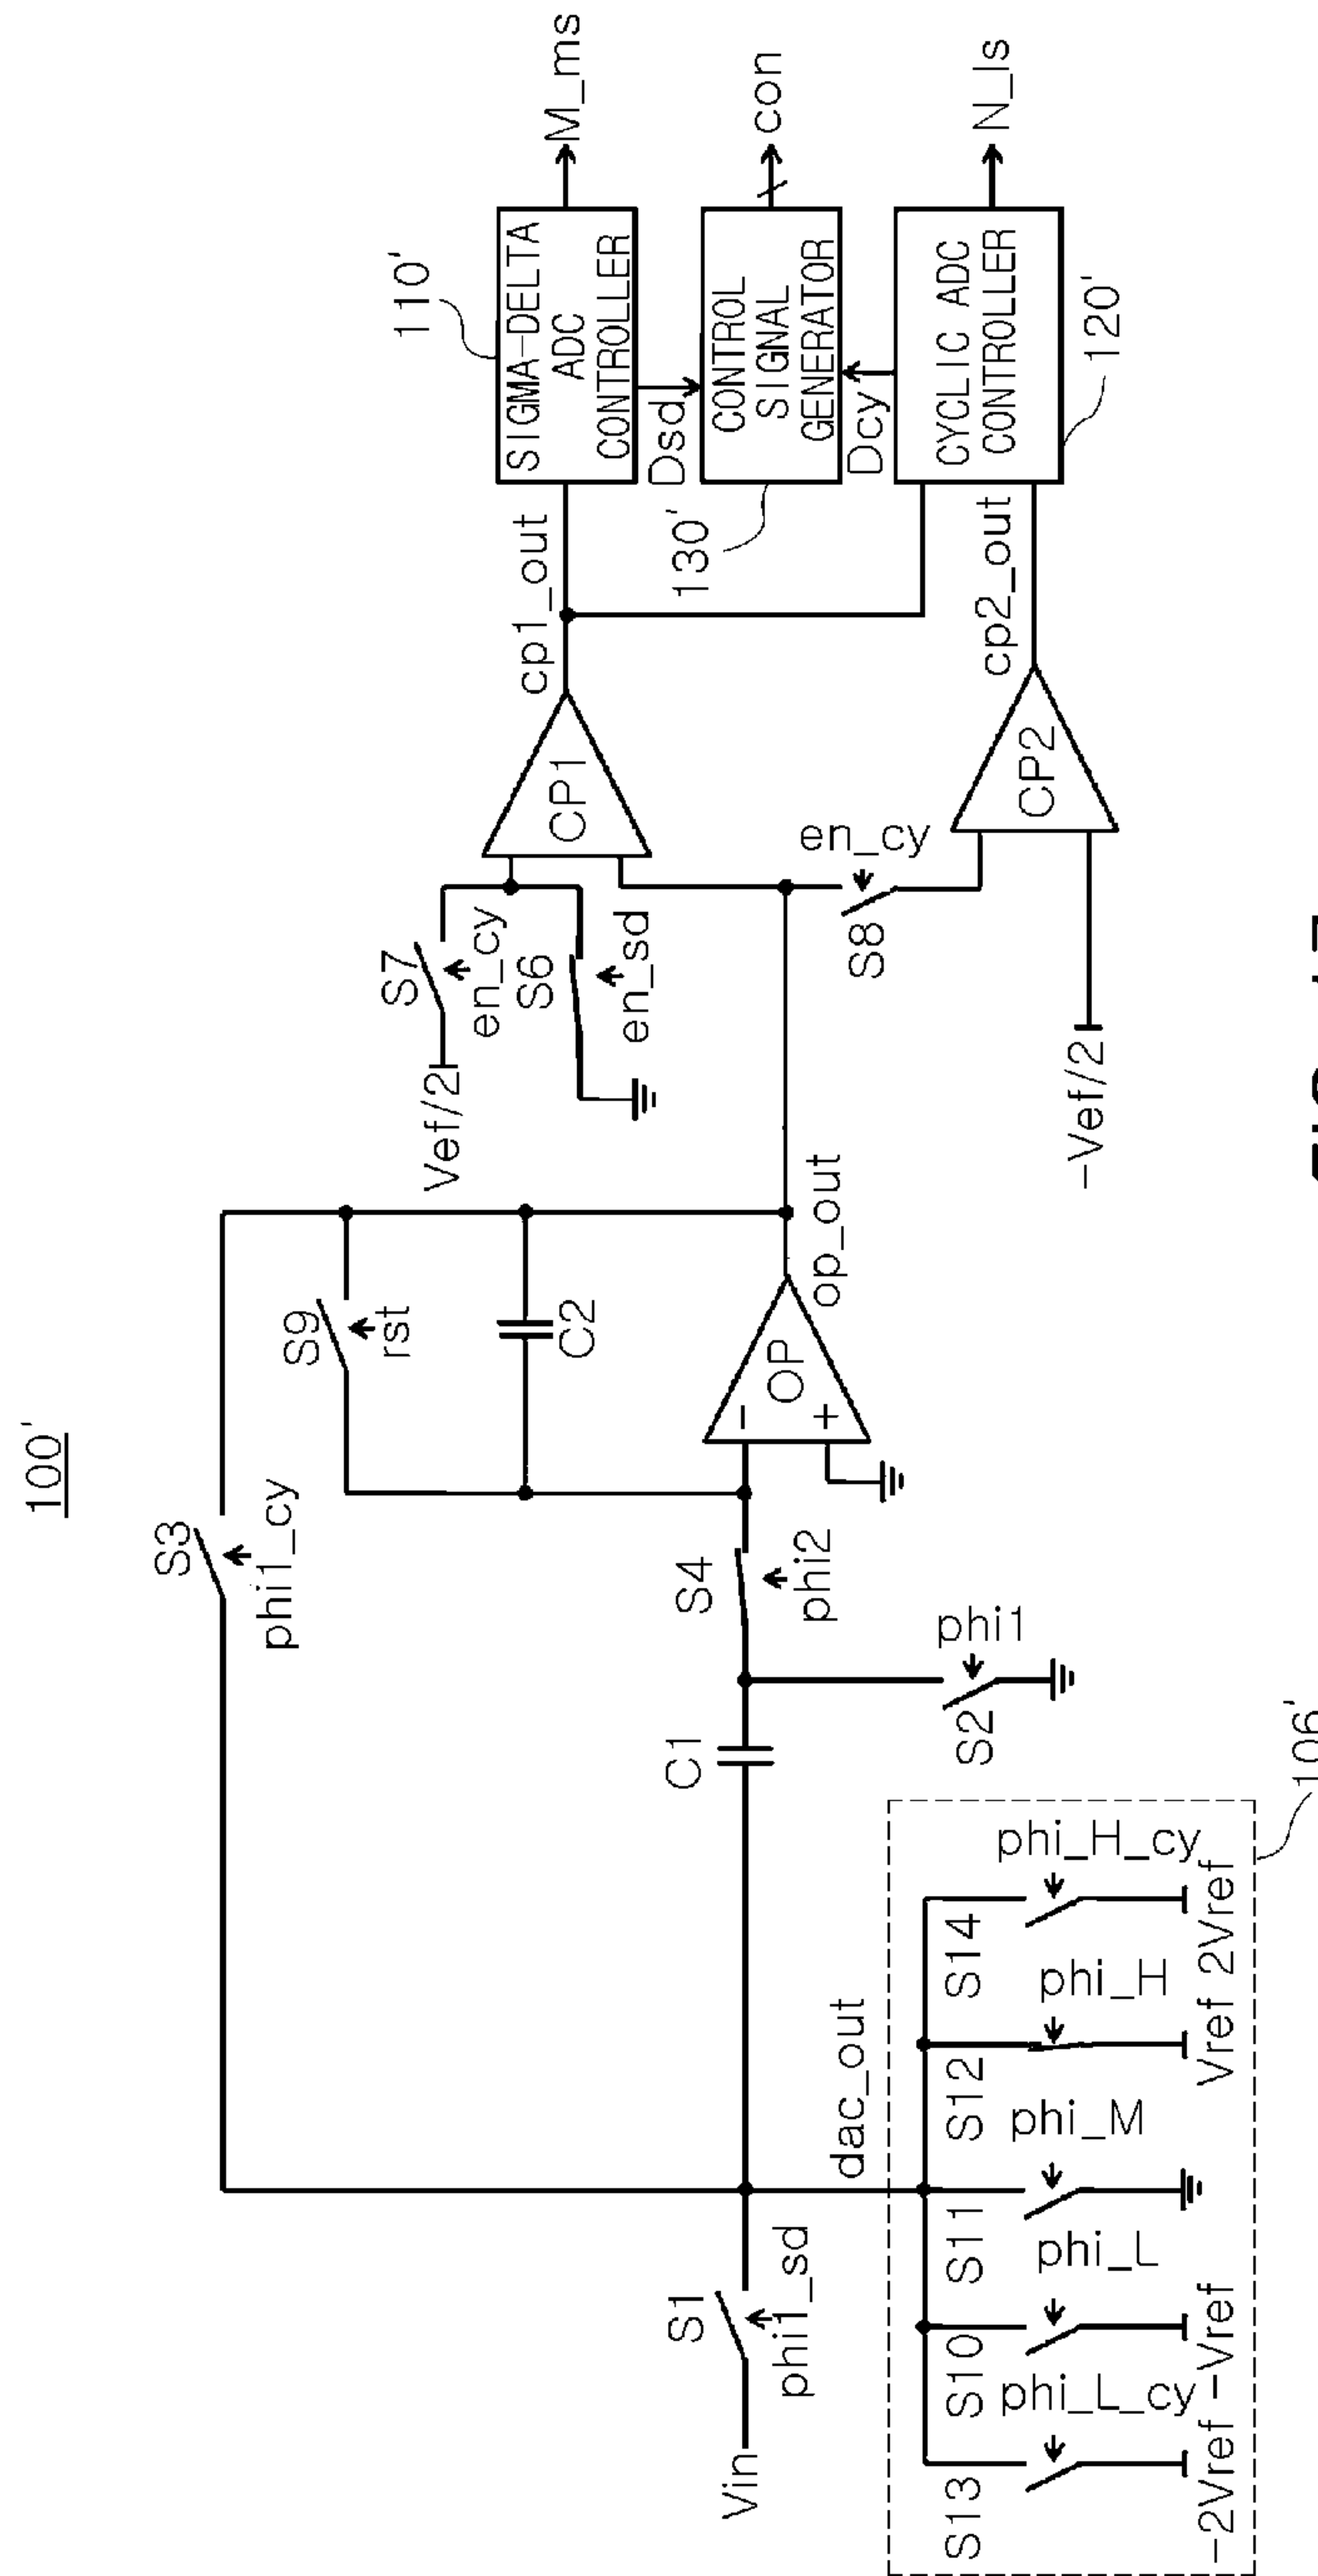 100'
S3
phi1_cy
S9
rst
C2
S7
en_cy
Vef/2
S6
en_sd
CP1
cp1_out
SIGMA-DELTA
ADC
CONTROLLER
110'
M_ms
Dsd
CONTROL
SIGNAL
GENERATOR
130'
con
Dcy
CYCLIC ADC
CONTROLLER
120'
N_ls
cp2_out
CP2
en_cy
S8
-Vef/2
op_out
OP
-
+
S4
phi2
phi1
S2
C1
Vin
S1
phi1_sd
dac_out
106'
S13
phi_L_cy
-2Vref
S10
phi_L
-Vref
S11
phi_M
S12
phi_H
Vref
S14
phi_H_cy
2Vref